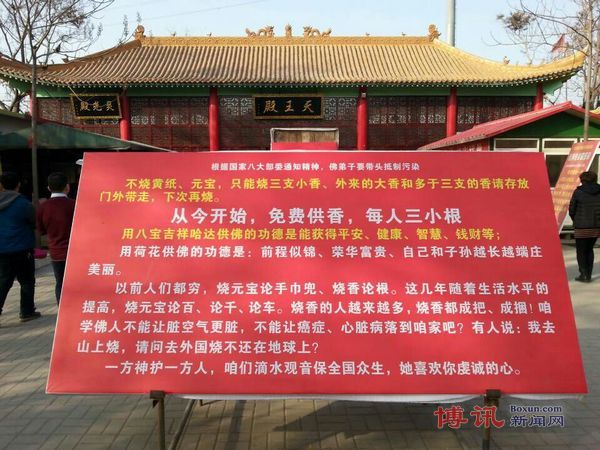 長免殿
天王殿
根据国家八大部委通知精神，佛弟子要带头抵制污染
不烧黄纸、元宝，只能烧三支小香、外来的大香和多于三支的香请存放
门外带走，下次再烧。
从今开始，免费供香，每人三小根
用八宝吉祥哈达供佛的功德是能获得平安、健康、智慧、钱财等；
用荷花供佛的功德是：前程似锦、荣华富贵、自己和子孙越长越端庄
美丽。
以前人们都穷，烧元宝论手巾兜、烧香论根。这几年随着生活水平的
提高，烧元宝论百、论千、论车。烧香的人越来越多，烧香都成把、成捆！咱
学佛人不能让脏空气更脏，不能让癌症、心脏病落到咱家吧？有人说：我去
山上烧，请问去外国烧不还在地球上？
一方神护一方人，咱们滴水观音保全国众生，她喜欢你虔诚的心。
博讯 Boxun.com
新闻网